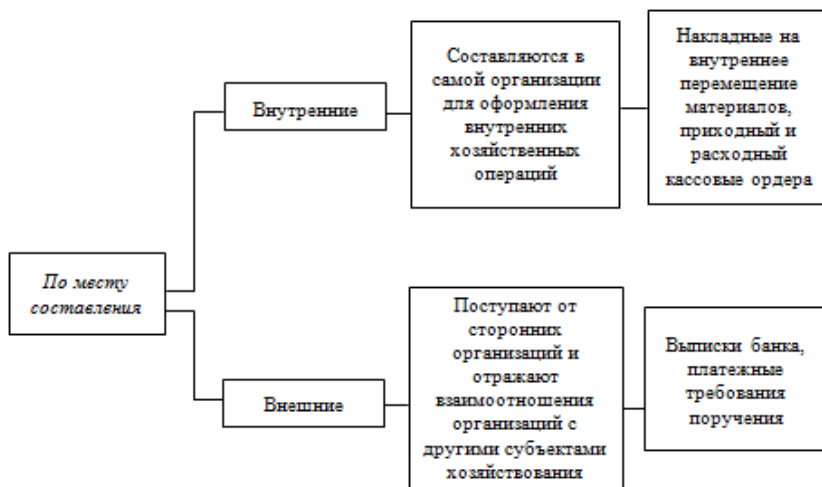 По месту
составления
Внутренние
Составляются в
самой организации
для оформления
внутренних
хозяйственных
операций
Накладные на
внутреннее
перемещение
материалов,
приходный и
расходный
кассовые ордера
Внешние
Поступают от
сторонних
организаций и
отражают
взаимоотношения
организаций с
другими субъектами
хозяйствования
Выписки банка,
платежные
требования
поручения